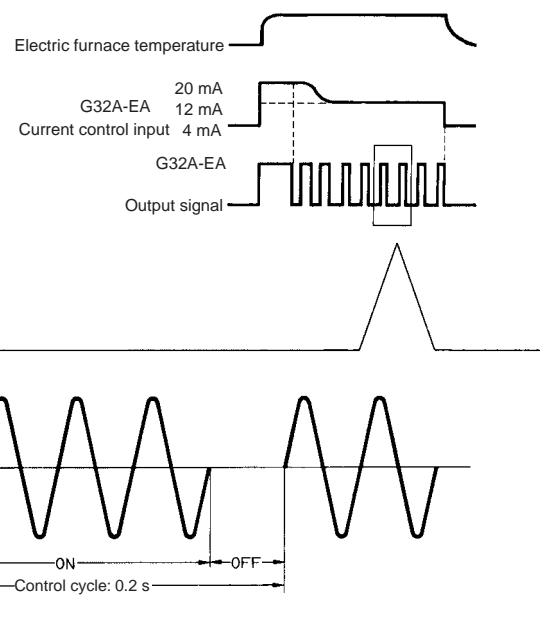 Electric furnace temperature
20 mA
G32A-EA 12 mA
Current control input 4 mA
G32A-EA
Output signal
ON
OFF
Control cycle: 0.2 s